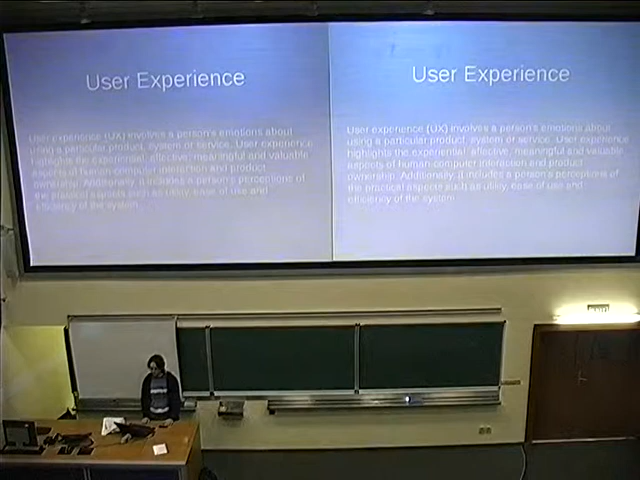 User Experience
User experience (UX) involves a person's emotions about
using a particular product, system or service. User experience
highlights the experiential, affective, meaningful and valuable
aspects of human-computer interaction and product
ownership. Additionally, it includes a person's perceptions of
the practical aspects such as utility, ease of use and
efficiency of the system.
User Experience
User experience (UX) involves a person's emotions about
using a particular product, system or service. User experience
highlights the experiential, affective, meaningful and valuable
aspects of human-computer interaction and product
ownership. Additionally, it includes a person's perceptions of
the practical aspects such as utility, ease of use and
efficiency of the system.